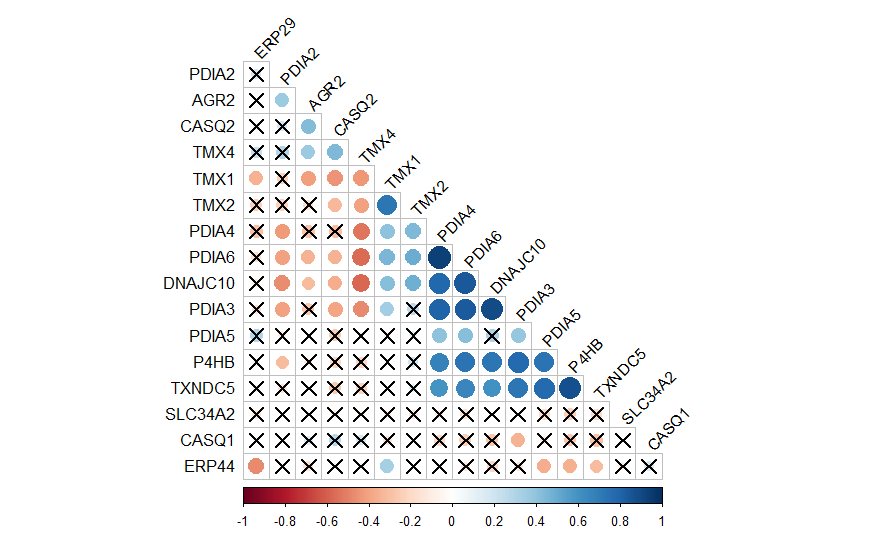 ERP29
PDIA2 PDIA2
AGR2 AGR2
CASQ2 CASQ2
TMX4 TMX4
TMX1 TMX1
TMX2 TMX2
PDIA4 PDIA4
PDIA6 PDIA6
DNAJC10 DNAJC10
PDIA3 PDIA3
PDIA5 PDIA5
P4HB P4HB
TXNDC5 TXNDC5
SLC34A2 SLC34A2
CASQ1 CASQ1
ERP44
-1 -0.8 -0.6 -0.4 -0.2 0 0.2 0.4 0.6 0.8 1